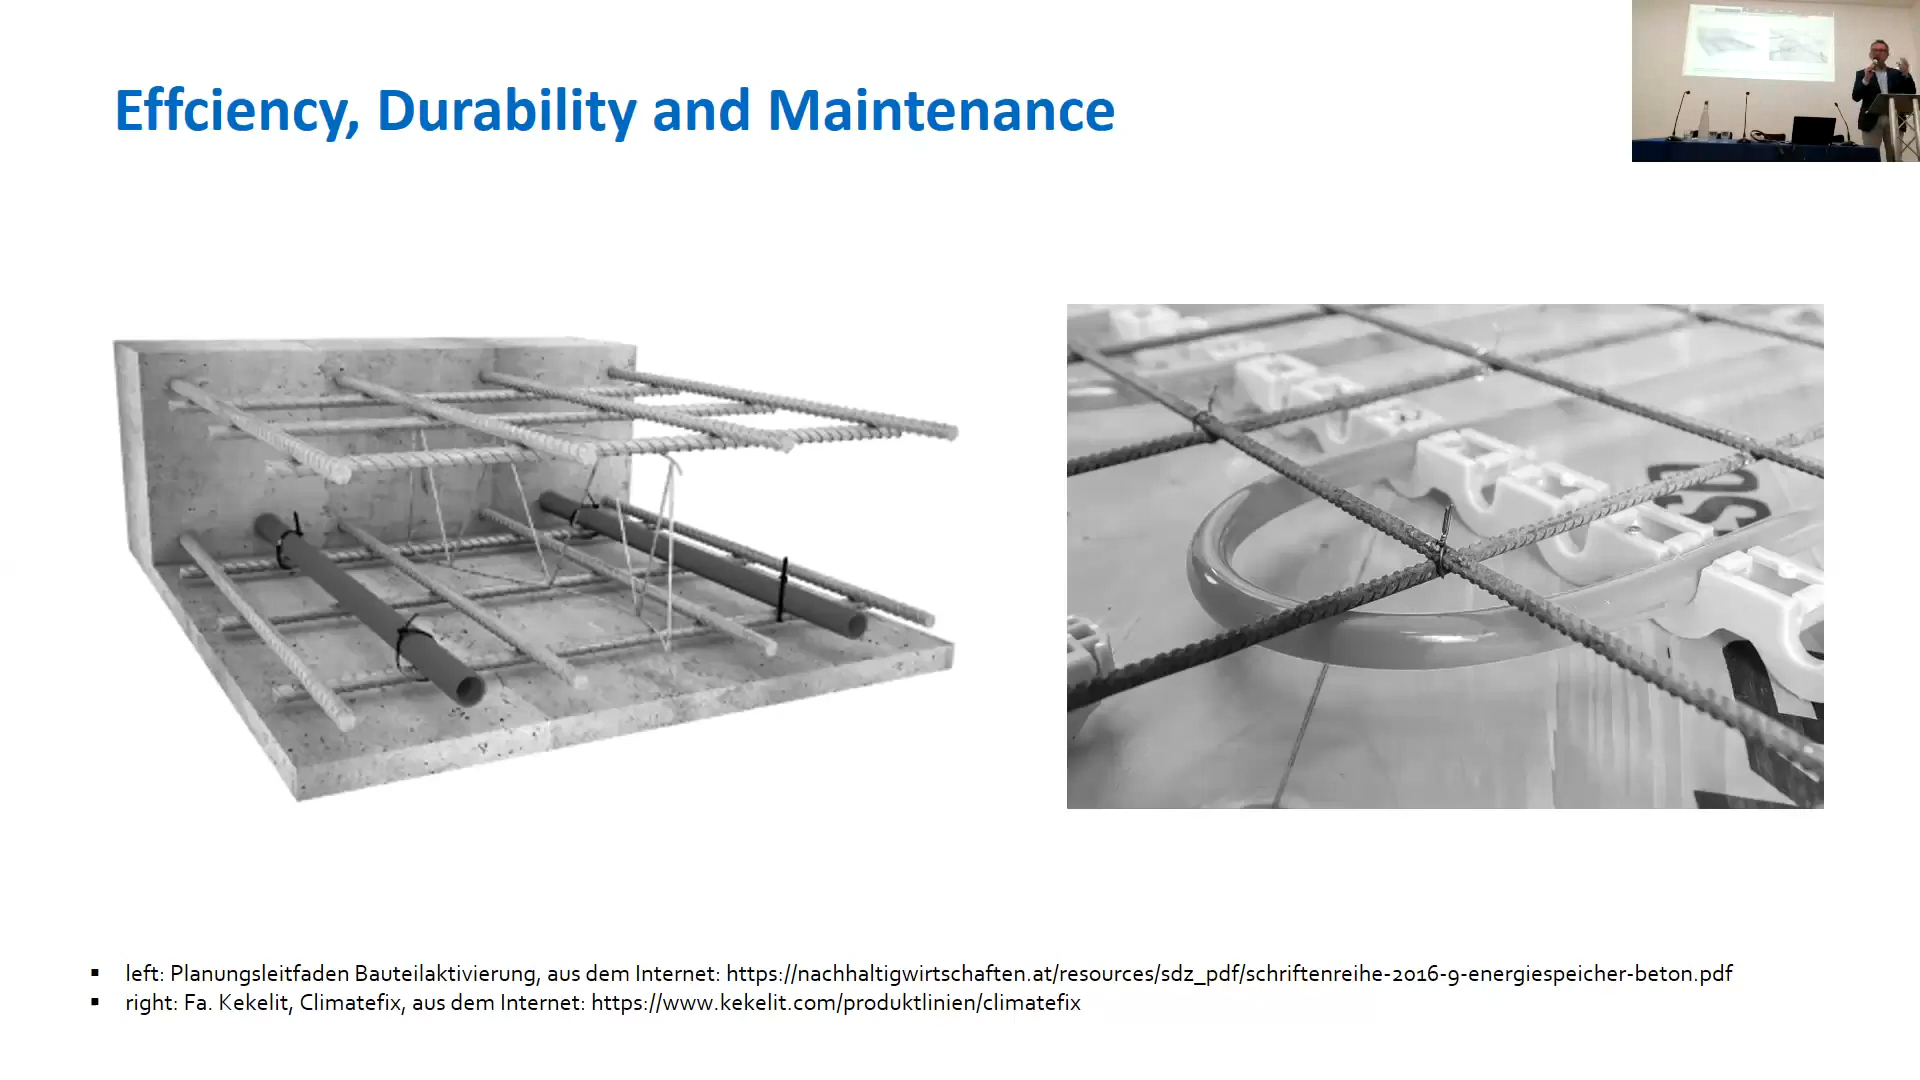 Effciency, Durability and Maintenance
▪ left: Planungsleitfaden Bauteilaktivierung, aus dem Internet: https://nachhaltigwirtschaften.at/resources/sdz_pdf/schriftenreihe-2016-9-energiespeicher-beton.pdf
▪ right: Fa. Kekelit, Climatefix, aus dem Internet: https://www.kekelit.com/produktlinien/climatefix